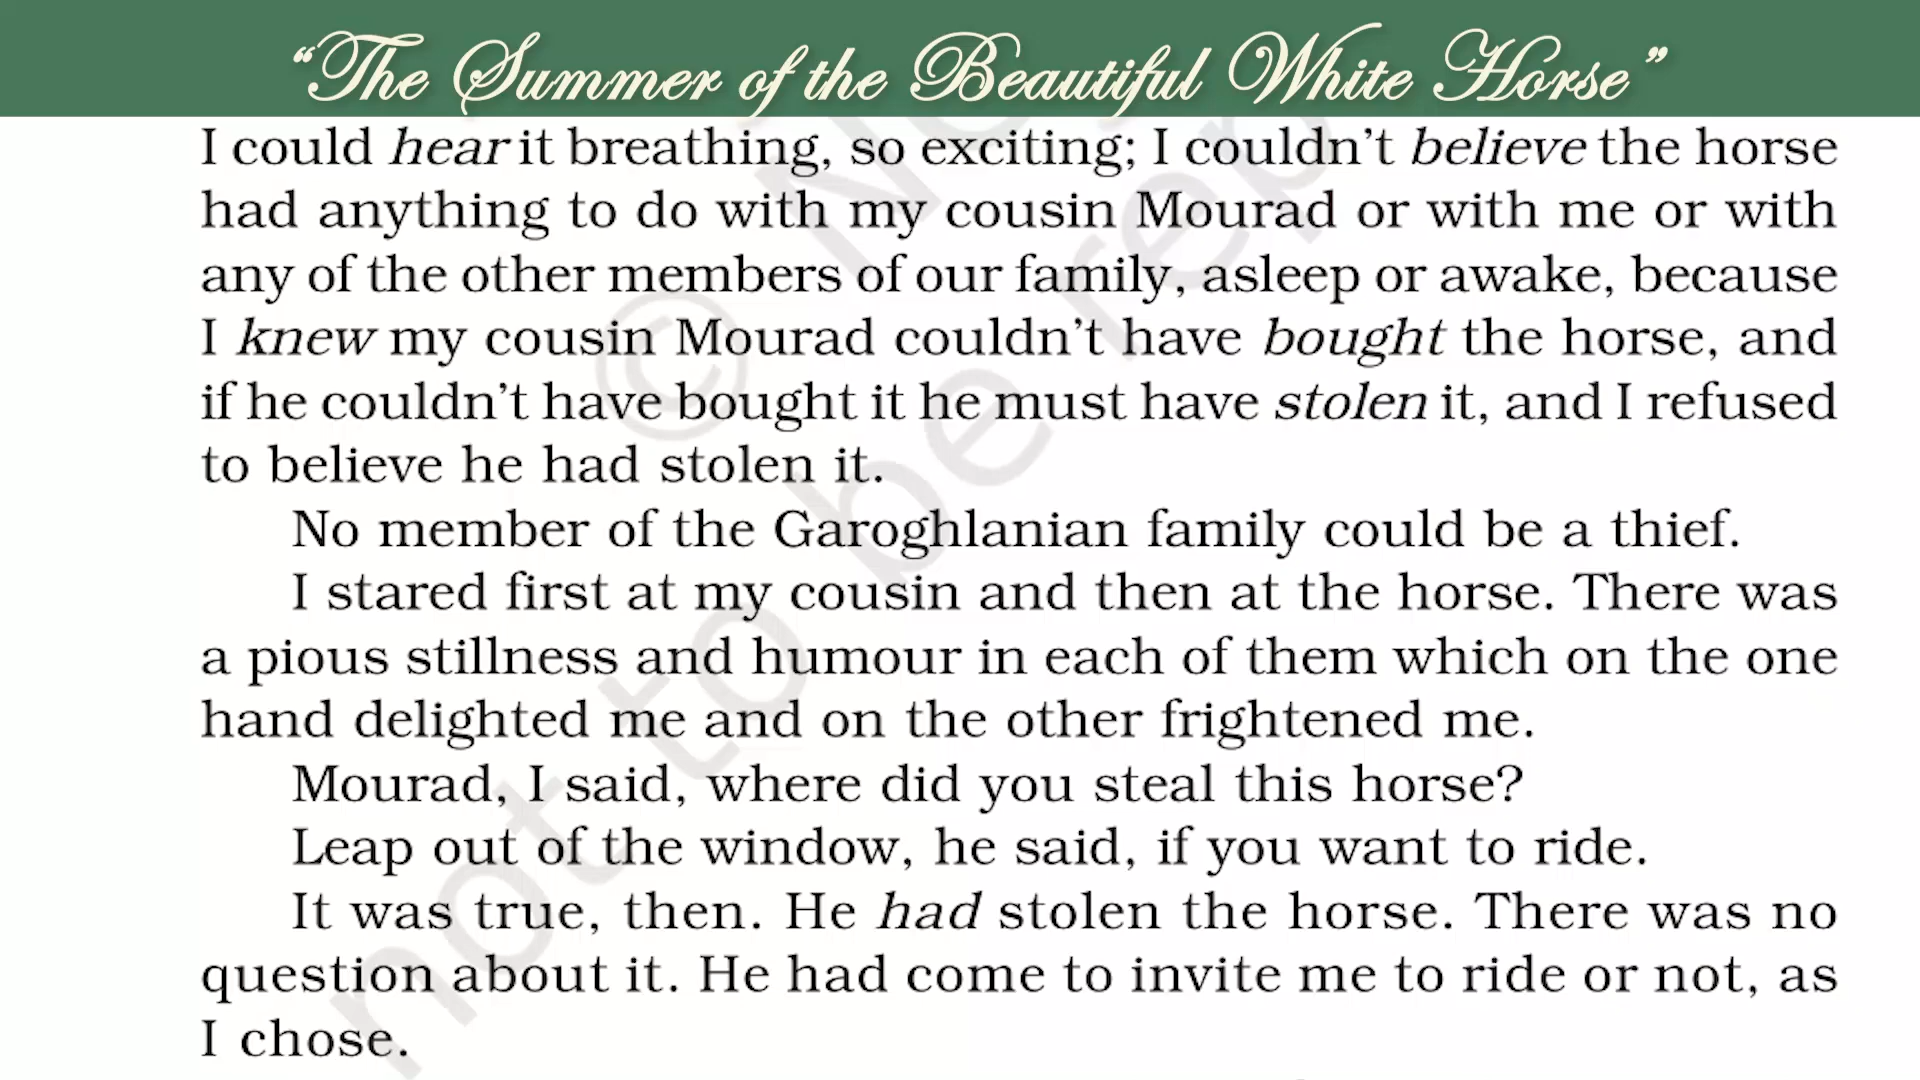 “The Summer of the Beautiful White Horse”
I could hear it breathing, so exciting; I couldn’t believe the horse
had anything to do with my cousin Mourad or with me or with
any of the other members of our family, asleep or awake, because
I knew my cousin Mourad couldn’t have bought the horse, and
if he couldn’t have bought it he must have stolen it, and I refused
to believe he had stolen it.
No member of the Garoghlanian family could be a thief.
I stared first at my cousin and then at the horse. There was
a pious stillness and humour in each of them which on the one
hand delighted me and on the other frightened me.
Mourad, I said, where did you steal this horse?
Leap out of the window, he said, if you want to ride.
It was true, then. He had stolen the horse. There was no
question about it. He had come to invite me to ride or not, as
I chose.
©
not to be